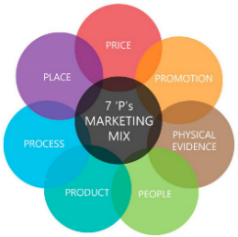 PRICE
PROMOTION
PHYSICAL
EVIDENCE
PEOPLE
PRODUCT
PROCESS
PLACE
7 'P's
MARKETING
MIX